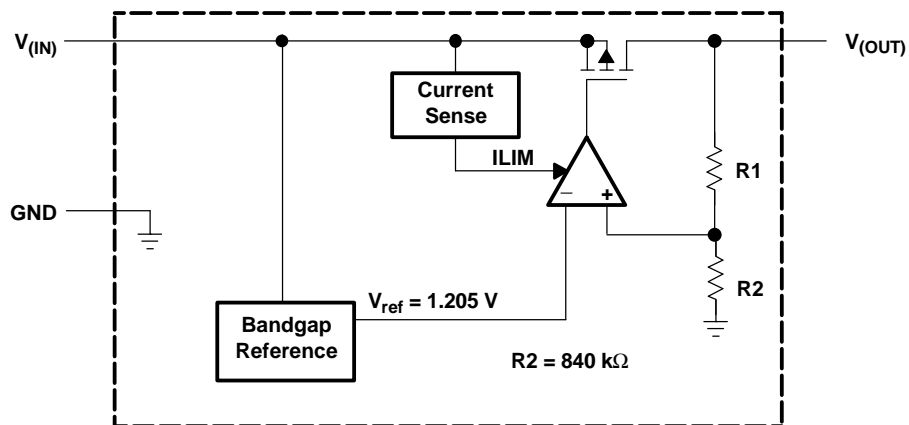 V(IN)
V(OUT)
Current
Sense
ILIM
R1
− +
GND
R2
Vref = 1.205 V
Bandgap
Reference
R2 = 840 kΩ